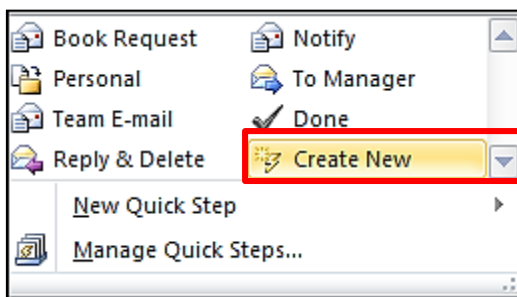 Book Request Notify
Personal To Manager
Team E-mail Done
Reply & Delete Create New
New Quick Step
Manage Quick Steps...